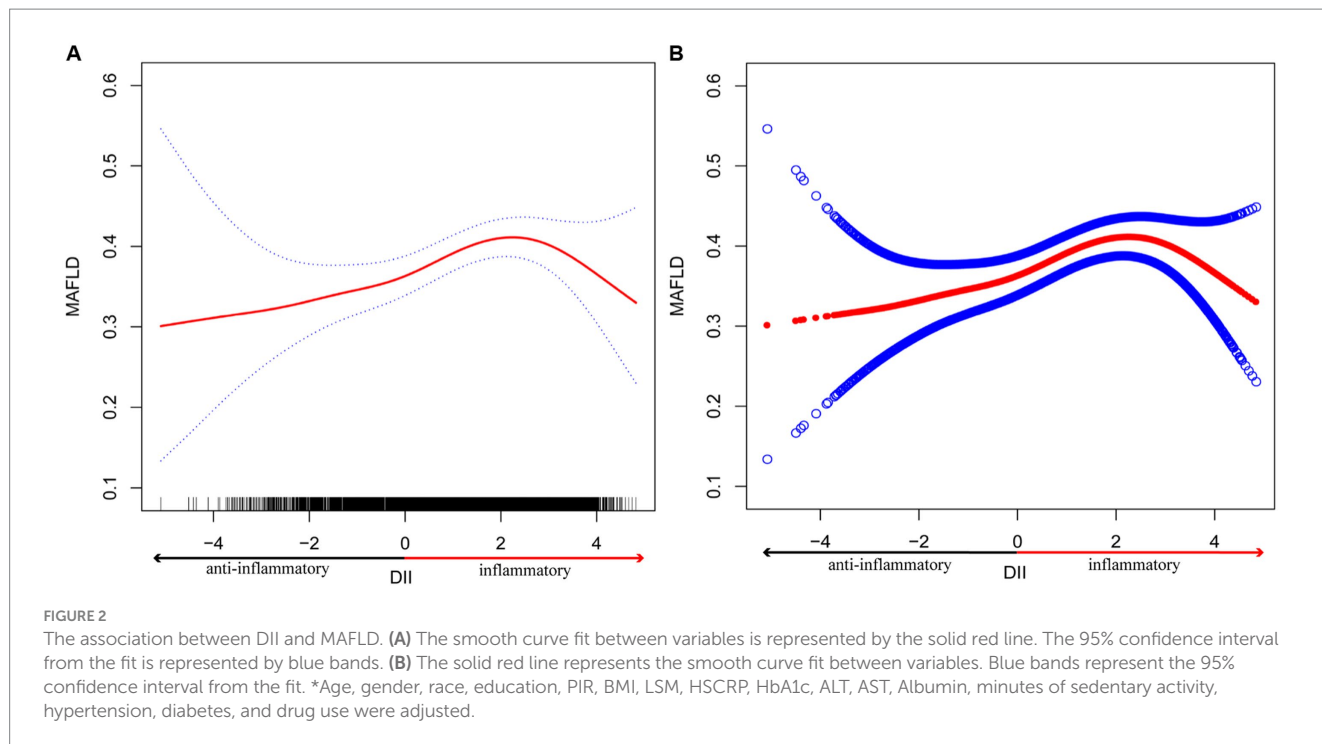 A
B
0.6
0.5
0.4
0.3
0.2
0.1
MAFLD
−4 −2 0 2 4
anti-inflammatory inflammatory
DII
0.6
0.5
0.4
0.3
0.2
0.1
MAFLD
−4 −2 0 2 4
anti-inflammatory inflammatory
DII
FIGURE 2
The association between DII and MAFLD. (A) The smooth curve fit between variables is represented by the solid red line. The 95% confidence interval
from the fit is represented by blue bands. (B) The solid red line represents the smooth curve fit between variables. Blue bands represent the 95%
confidence interval from the fit. *Age, gender, race, education, PIR, BMI, LSM, HSCRP, HbA1c, ALT, AST, Albumin, minutes of sedentary activity,
hypertension, diabetes, and drug use were adjusted.